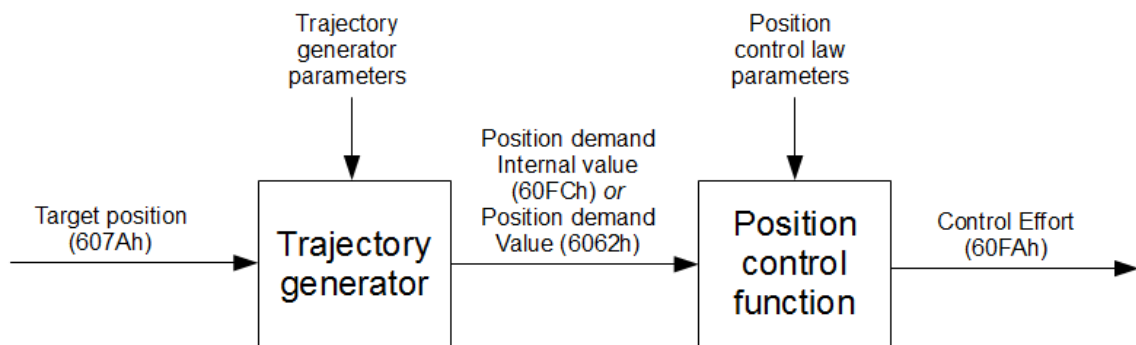 Trajectory
generator
parameters
Position
control law
parameters
Target position
(607Ah)
Trajectory
generator
Position demand
Internal value
(60FCh) or
Position demand
Value (6062h)
Position
control
function
Control Effort
(60FAh)